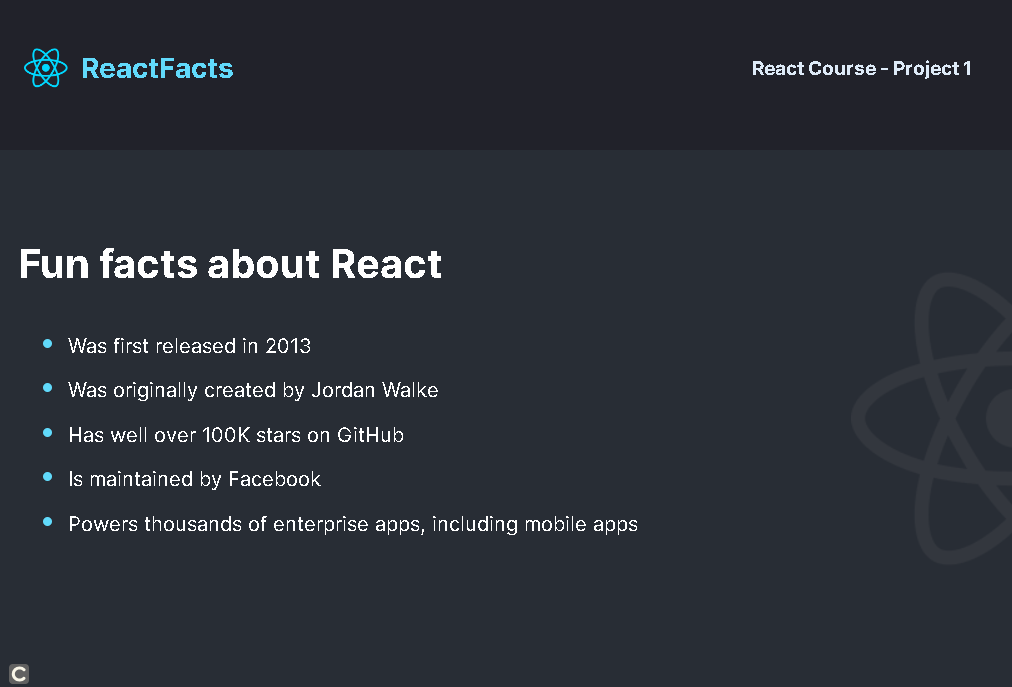 ReactFacts
React Course - Project 1
Fun facts about React
Was first released in 2013
Was originally created by Jordan Walke
Has well over 100K stars on GitHub
Is maintained by Facebook
Powers thousands of enterprise apps, including mobile apps
C